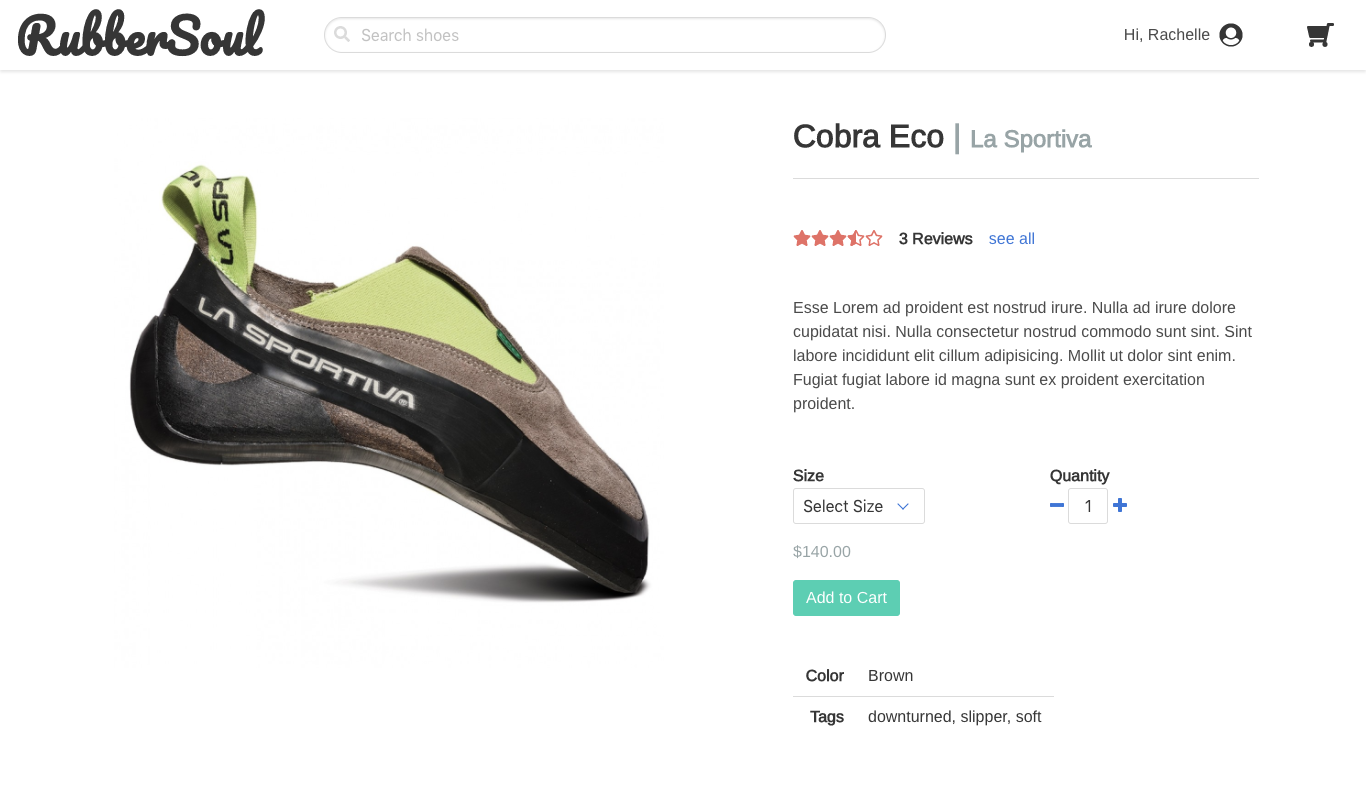 RubberSoul
Search shoes
Hi, Rachelle
LA SPO
LA SPORTIVA
Cobra Eco | La Sportiva
3 Reviews see all
Esse Lorem ad proident est nostrud irure. Nulla ad irure dolore
cupidatat nisi. Nulla consectetur nostrud commodo sunt sint. Sint
labore incididunt elit cillum adipisicing. Mollit ut dolor sint enim.
Fugiat fugiat labore id magna sunt ex proident exercitation
proident.
Size Quantity
Select Size 1
$140.00
Add to Cart
Color Brown
Tags downturned, slipper, soft